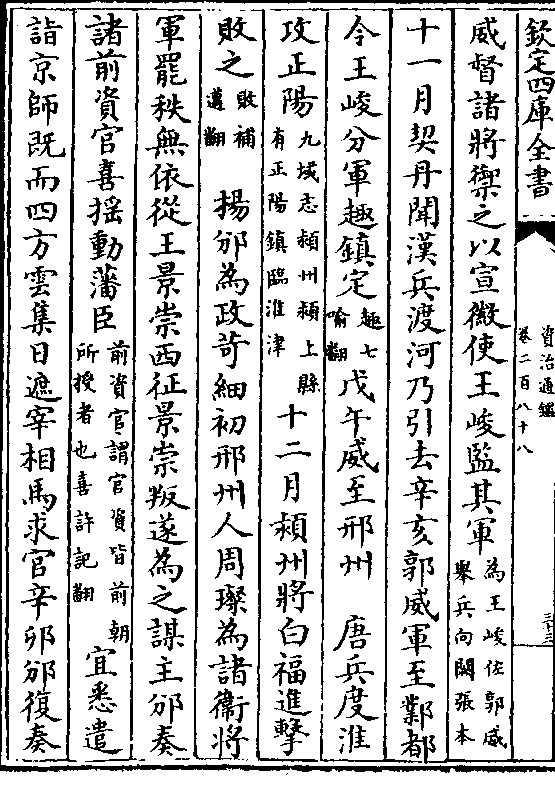 欽定四庫全書
資治通鑑
卷二百八十八
三十三
威督諸將禦之以宣徽使王峻監其軍為王峻佐郭威舉兵向闕張本
十一月契丹聞漢兵渡河乃引去辛亥郭威軍至鄴都
令王峻分軍趣鎮定趣七喻翻戊午威至邢州　唐兵度淮
攻正陽九域志潁州潁上縣有正陽鎮臨淮津十二月潁州將白福進擊
敗之敗補邁翻　楊邠為政苛細初邢州人周璨為諸衞將
軍罷秩無依從王景崇西征景崇叛遂為之謀主邠奏
諸前資官喜揺動藩臣前資官謂官資皆前朝所授者也喜許記翻宜悉遣
詣京師既而四方雲集日遮宰相馬求官辛卯邠復奏